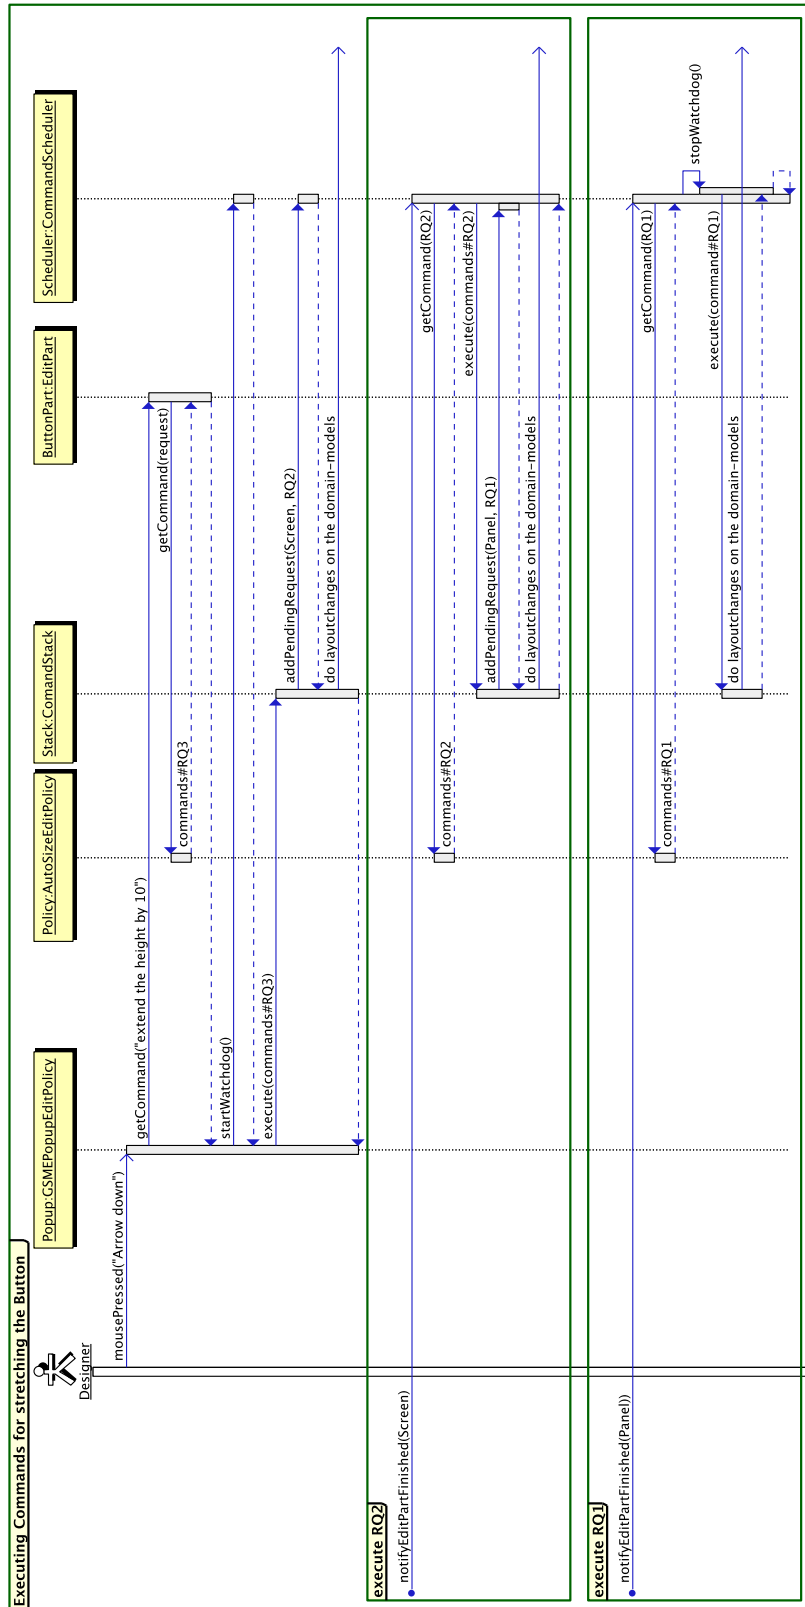 Executing Commands for stretching the Button
Designer
Popup:GSMEPopupEditPolicy
Policy:AutoSizeEditPolicy
Stack:ComandStack
ButtonPart:EditPart
Scheduler:CommandScheduler
mousePressed("Arrow down")
getCommand("extend the height by 10")
getCommand(request)
commands#RQ3
startWatchdog()
execute(commands#RQ3)
addPendingRequest(Screen, RQ2)
do layoutchanges on the domain-models
execute RQ2
notifyEditPartFinished(Screen)
getCommand(RQ2)
commands#RQ2
execute(commands#RQ2)
addPendingRequest(Panel, RQ1)
do layoutchanges on the domain-models
execute RQ1
notifyEditPartFinished(Panel))
getCommand(RQ1)
commands#RQ1
stopWatchdog()
execute(command#RQ1)
do layoutchanges on the domain-models